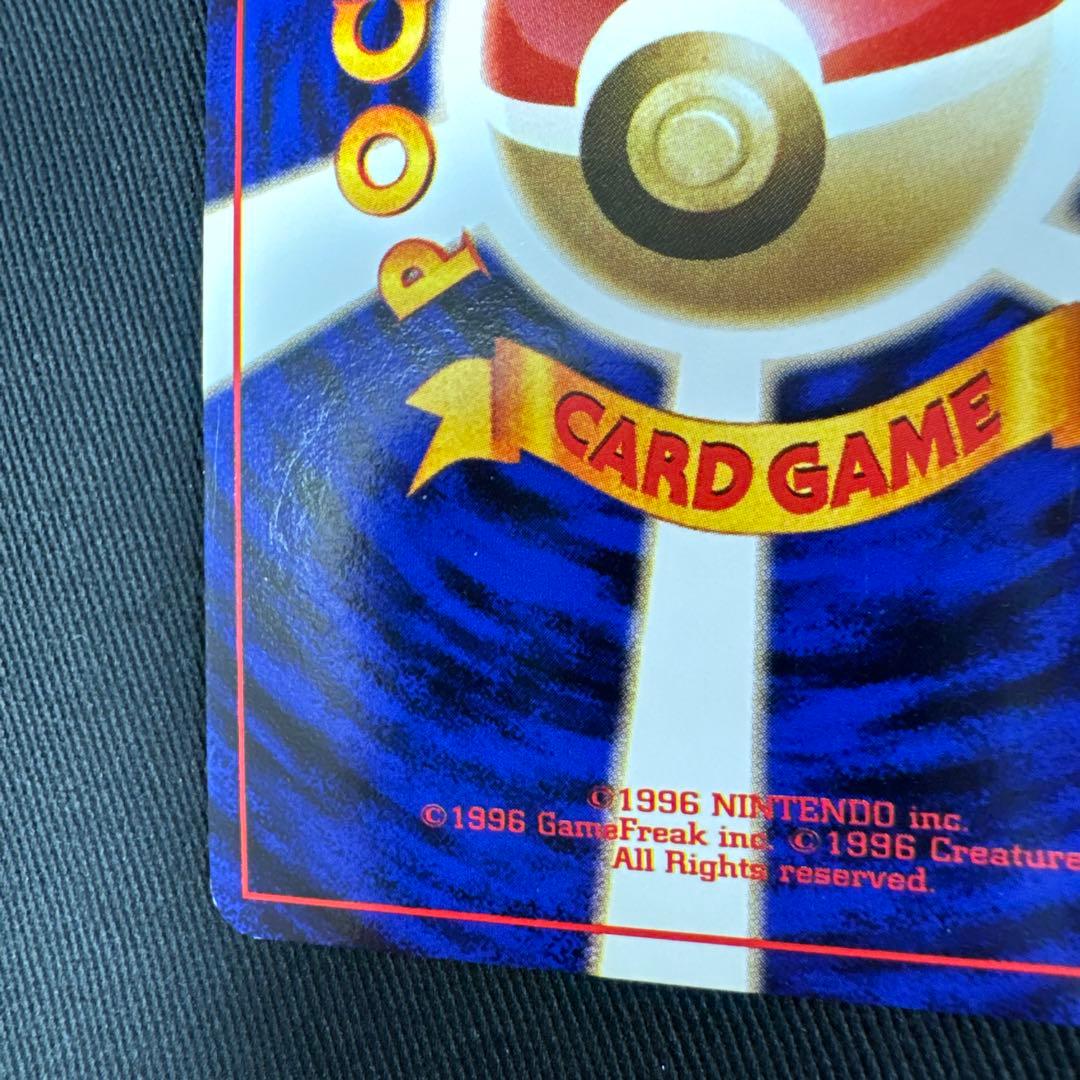 POC
CARD GAME
©1996 NINTENDO inc.
©1996 GameFreak inc. ©1996 Creature
All Rights reserved.